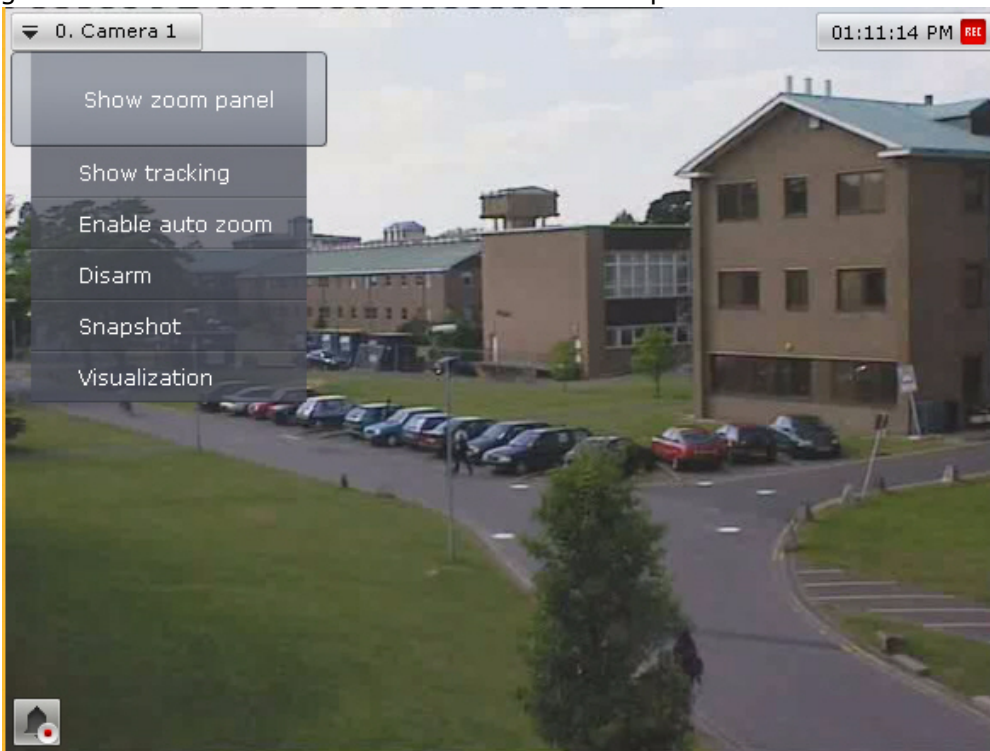 0. Camera 1
01:11:14 PM REC
Show zoom panel
Show tracking
Enable auto zoom
Disarm
Snapshot
Visualization